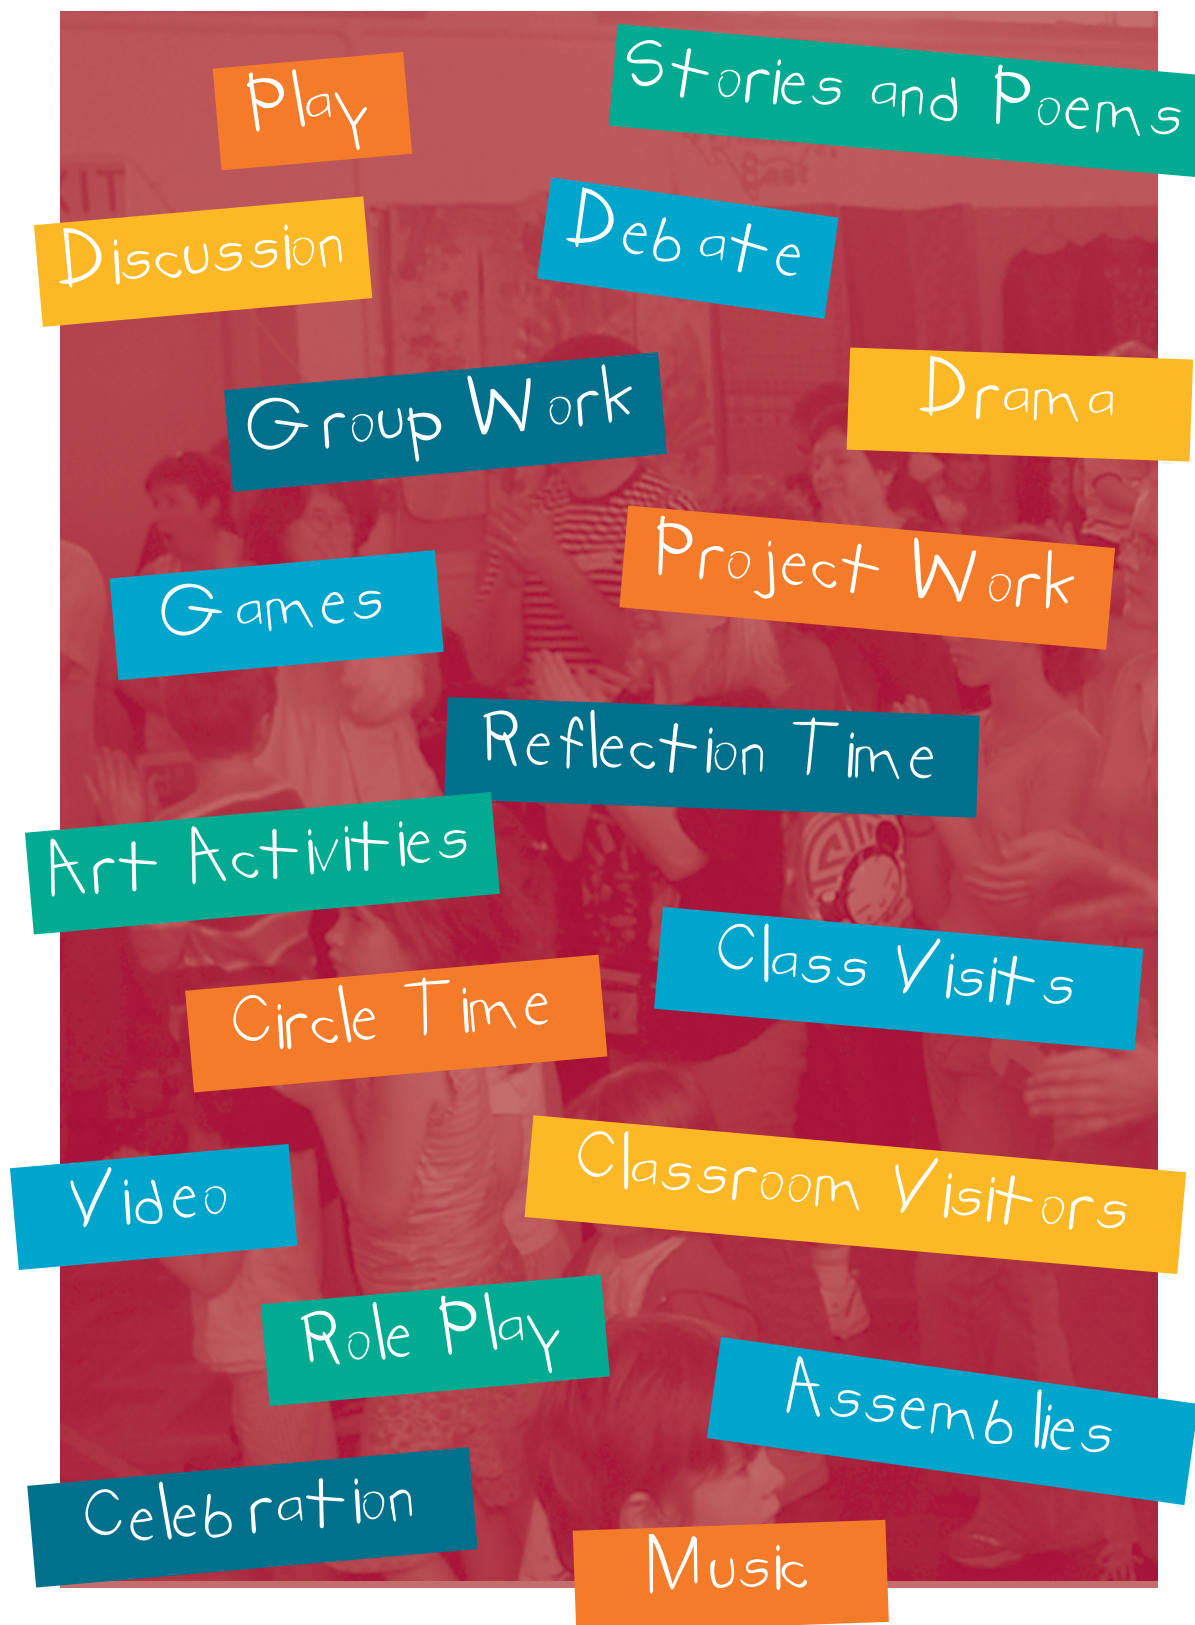 Play
Stories and Poems
Discussion
Debate
Group Work
Drama
Project Work
Games
Reflection Time
Art Activities
Class Visits
Circle Time
Classroom Visitors
Video
Role Play
Assemblies
Celebration
Music